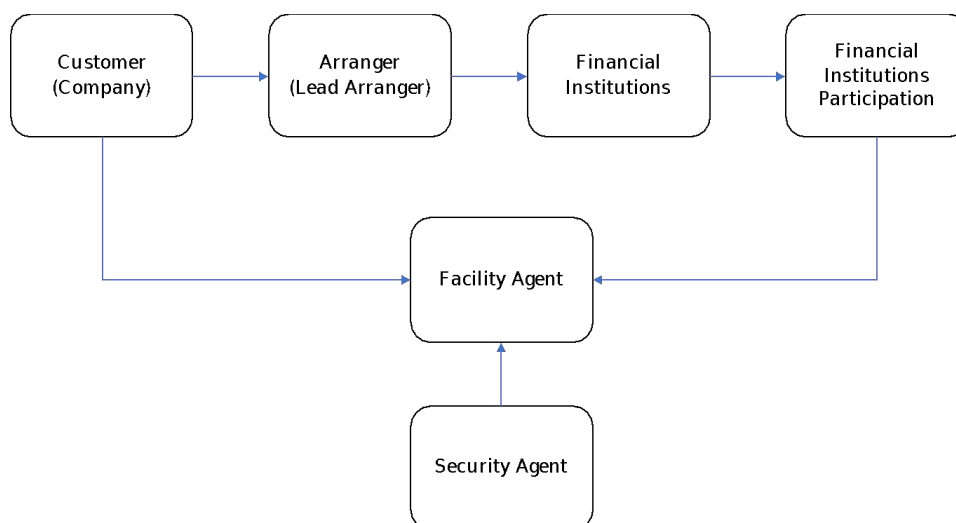 Customer
(Company)
Arranger
(Lead Arranger)
Financial
Institutions
Financial
Institutions
Participation
Facility Agent
Security Agent